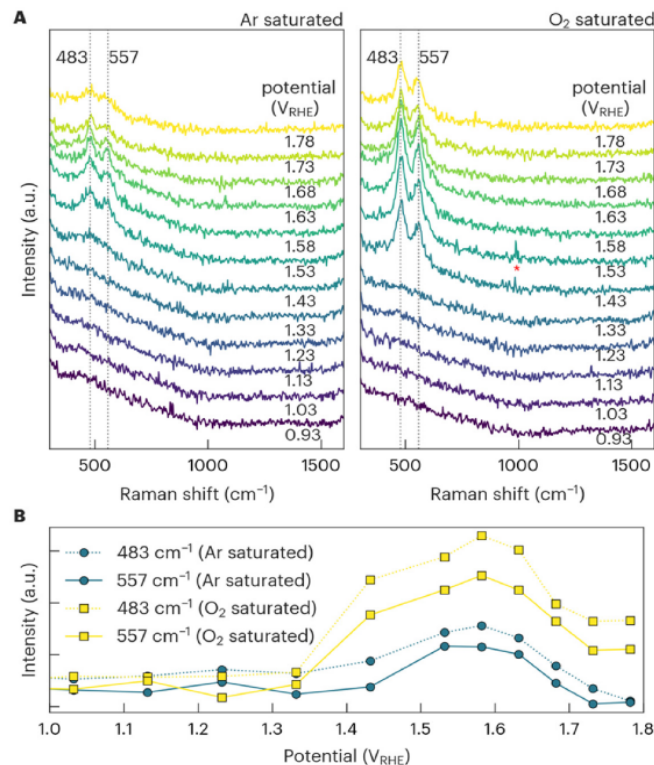 A
Ar saturated
O2 saturated
483 557
483 557
potential
(VRHE)
1.78
1.73
1.68
1.63
1.58
1.53
1.43
1.33
1.23
1.13
1.03
0.93
potential
(VRHE)
1.78
1.73
1.68
1.63
1.58
1.53
*
1.43
1.33
1.23
1.13
1.03
0.93
Intensity (a.u.)
500 1000 1500
500 1000 1500
Raman shift (cm−1)
Raman shift (cm−1)
B
483 cm−1 (Ar saturated)
557 cm−1 (Ar saturated)
483 cm−1 (O2 saturated)
557 cm−1 (O2 saturated)
Intensity (a.u.)
1.0 1.1 1.2 1.3 1.4 1.5 1.6 1.7 1.8
Potential (VRHE)